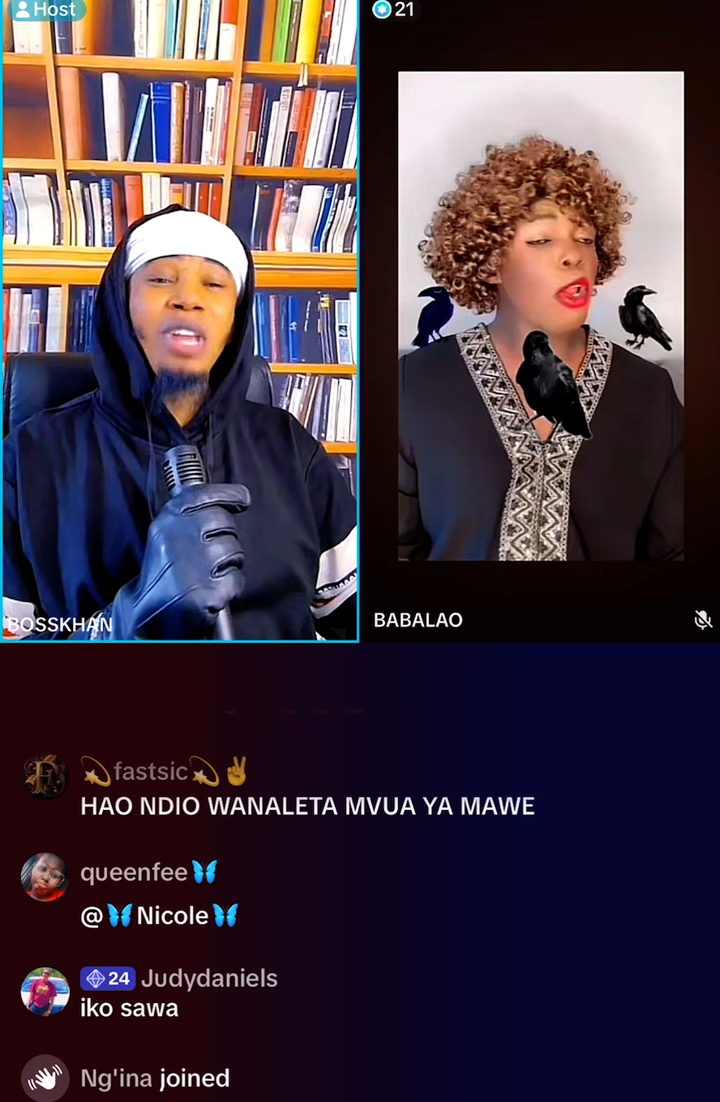 Host
21
BOSSKHAN
BABALAO
💫fastsic💫✌
HAO NDIO WANALETA MVUA YA MAWE
queenfee🦋
@🦋Nicole🦋
24 Judydaniels
iko sawa
Ng'ina joined